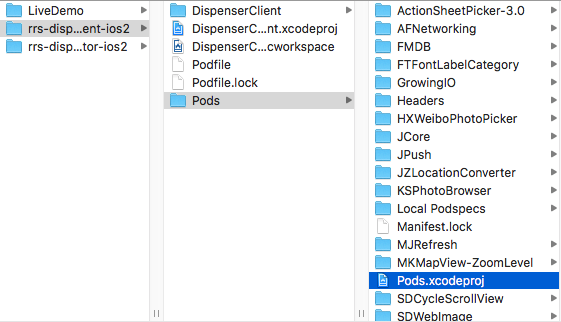 LiveDemo
rrs-disp...ent-ios2
rrs-disp...tor-ios2
DispenserClient
DispenserC...nt.xcodeproj
DispenserC...cworkspace
Podfile
Podfile.lock
Pods
ActionSheetPicker-3.0
AFNetworking
FMDB
FTFontLabelCategory
GrowingIO
Headers
HXWeiboPhotoPicker
JCore
JPush
JZLocationConverter
KSPhotoBrowser
Local Podspecs
Manifest.lock
MJRefresh
MKMapView-ZoomLevel
Pods.xcodeproj
SDCycleScrollView
SDWebImage